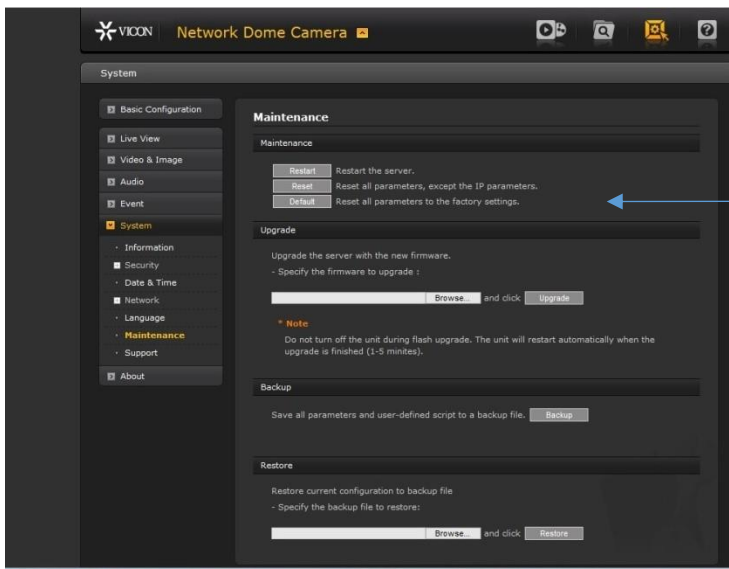 VICON Network Dome Camera
System
Basic Configuration
Live View
Video & Image
Audio
Event
System
Information
Security
Date & Time
Network
Language
Maintenance
Support
About
Maintenance
Maintenance
Restart Restart the server.
Reset Reset all parameters, except the IP parameters.
Default Reset all parameters to the factory settings.
Upgrade
Upgrade the server with the new firmware.
- Specify the firmware to upgrade :
Browse... and click Upgrade
* Note
Do not turn off the unit during flash upgrade. The unit will restart automatically when the
upgrade is finished (1-5 minites).
Backup
Save all parameters and user-defined script to a backup file. Backup
Restore
Restore current configuration to backup file
- Specify the backup file to restore:
Browse... and click Restore